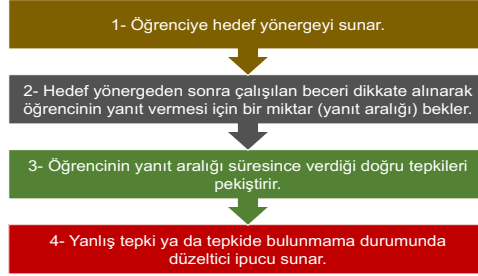 1- Öğrenciye hedef yönergeyi sunar.
2- Hedef yönergeden sonra çalışılan beceri dikkate alınarak
öğrencinin yanıt vermesi için bir miktar (yanıt aralığı) bekler.
3- Öğrencinin yanıt aralığı süresince verdiği doğru tepkileri
pekiştirir.
4- Yanlış tepki ya da tepkide bulunmama durumunda
düzeltici ipucu sunar.